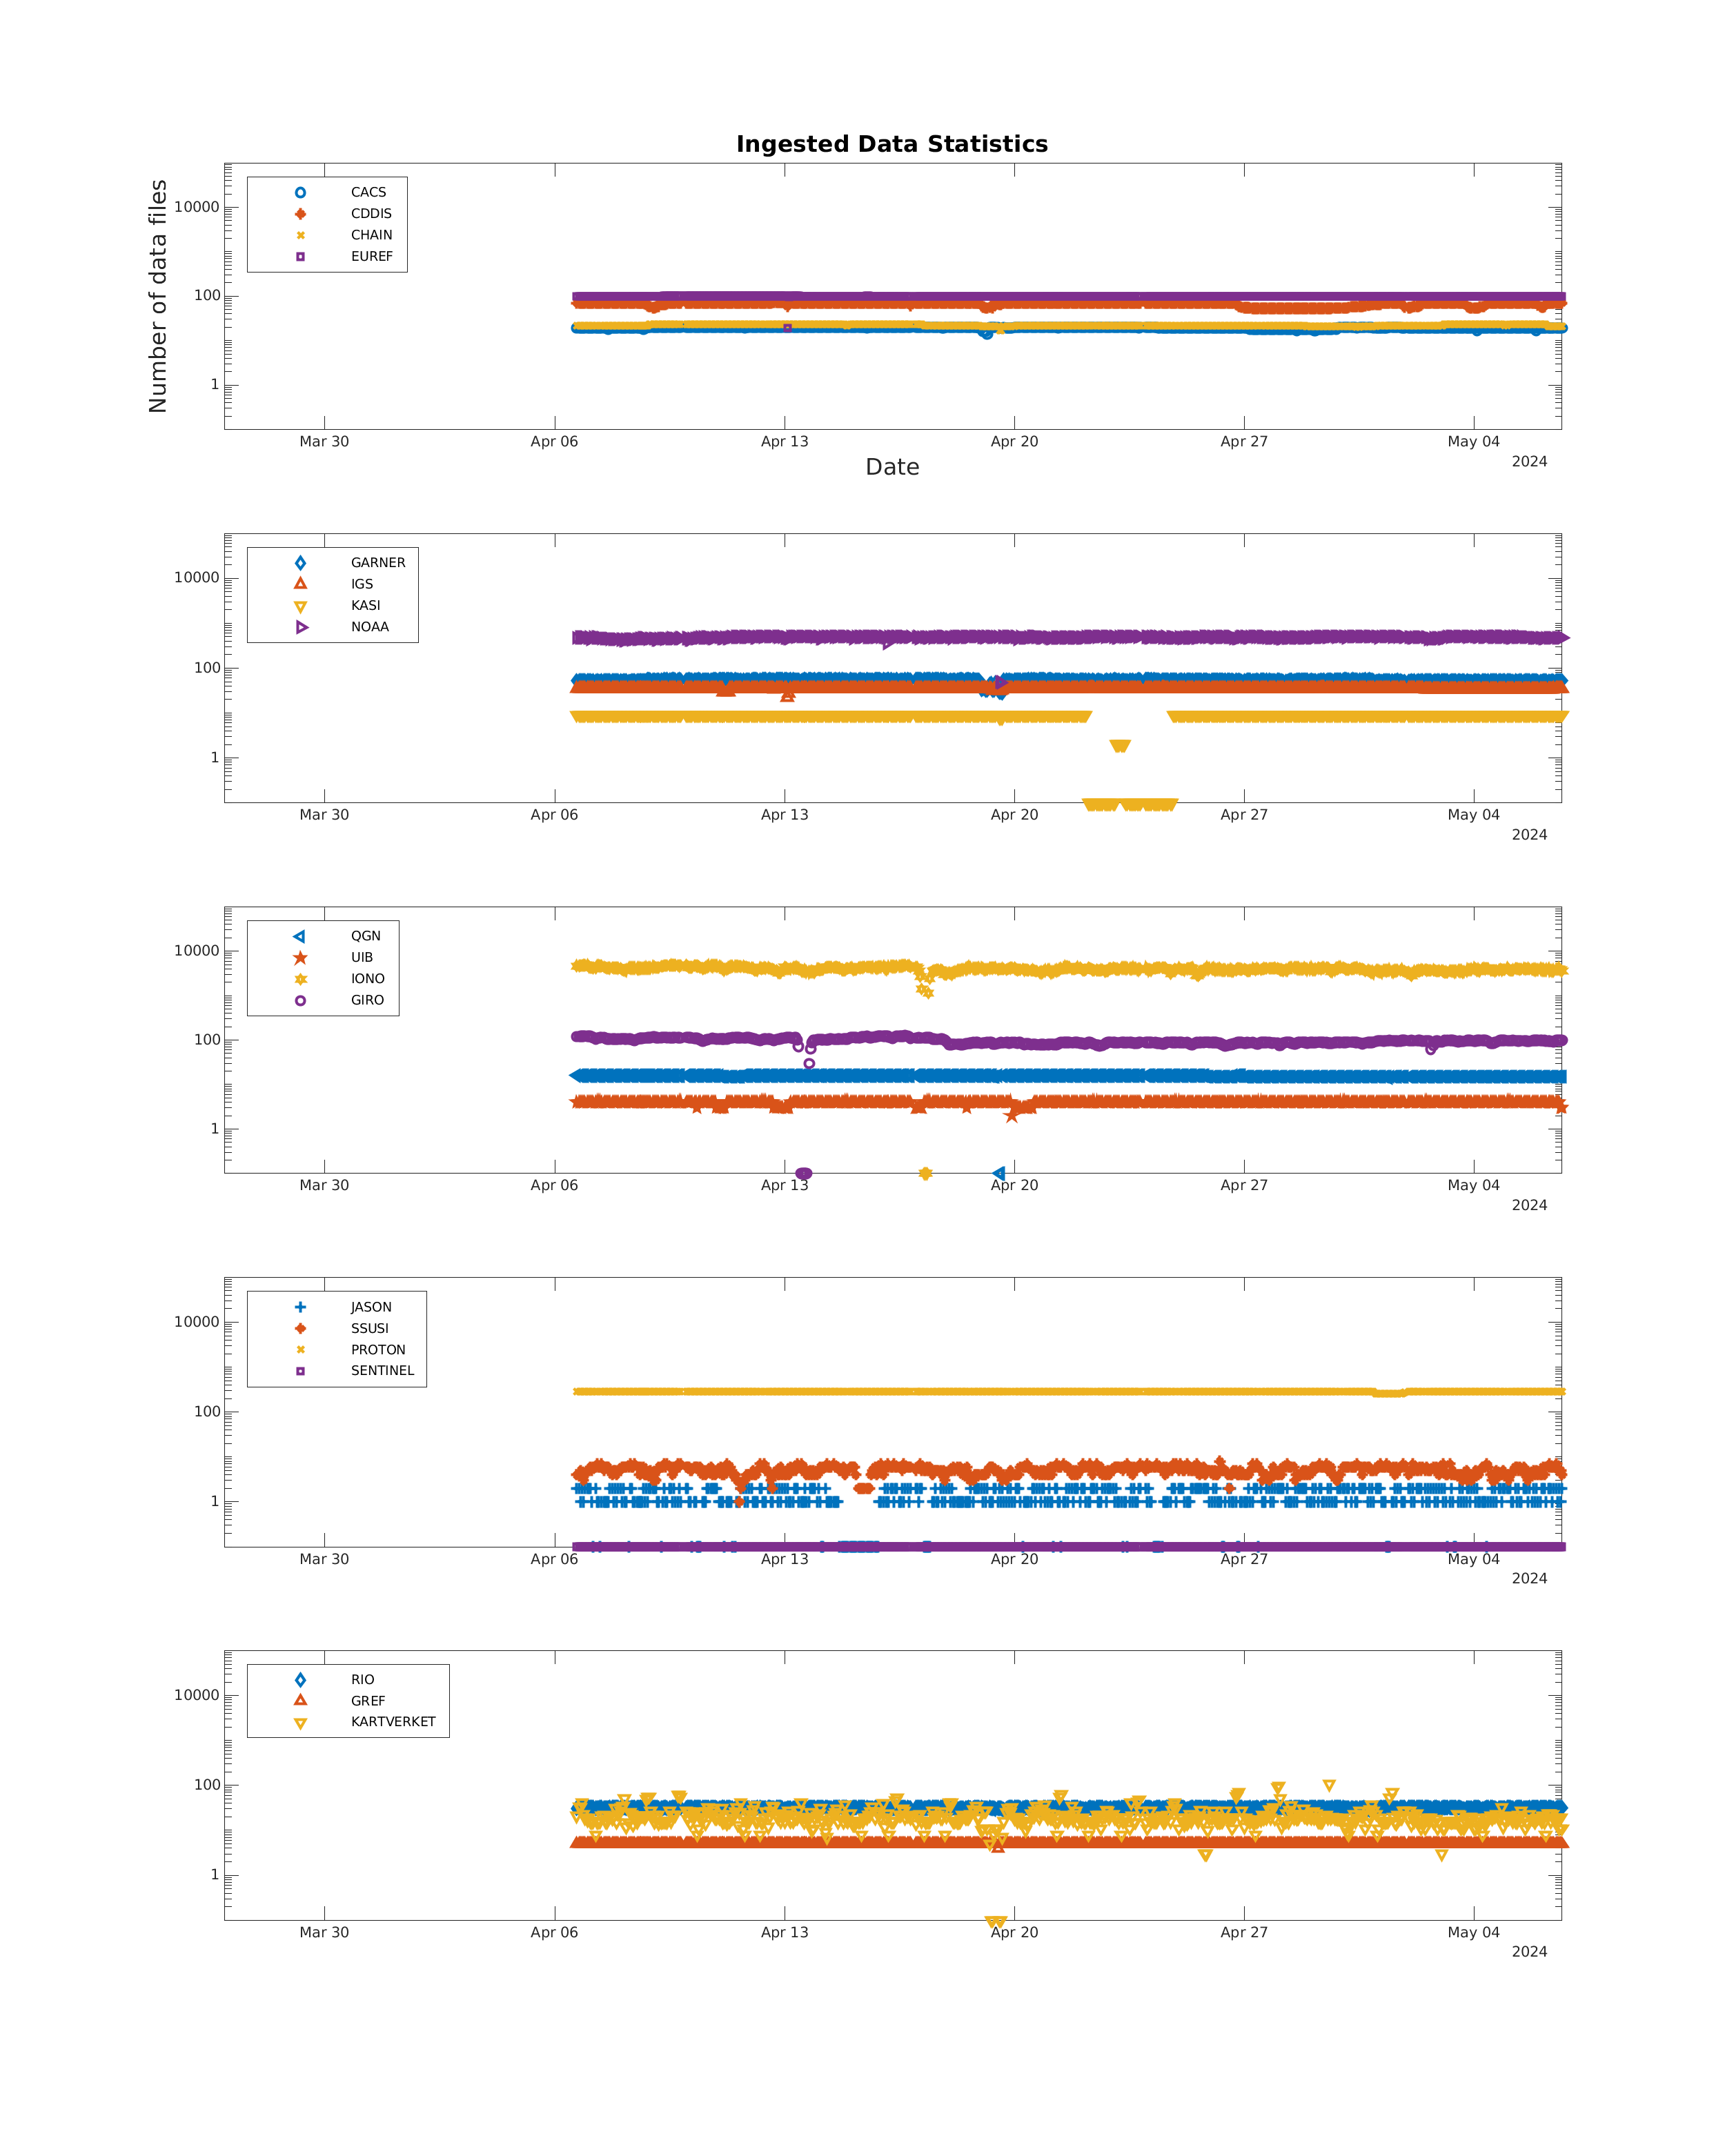 Ingested Data Statistics
Number of data files
10000
100
1
CACS
CDDIS
CHAIN
EUREF
Mar 30 Apr 06 Apr 13 Apr 20 Apr 27 May 04
2024
Date
10000
100
1
GARNER
IGS
KASI
NOAA
Mar 30 Apr 06 Apr 13 Apr 20 Apr 27 May 04
2024
10000
100
1
QGN
UIB
IONO
GIRO
Mar 30 Apr 06 Apr 13 Apr 20 Apr 27 May 04
2024
10000
100
1
JASON
SSUSI
PROTON
SENTINEL
Mar 30 Apr 06 Apr 13 Apr 20 Apr 27 May 04
2024
10000
100
1
RIO
GREF
KARTVERKET
Mar 30 Apr 06 Apr 13 Apr 20 Apr 27 May 04
2024